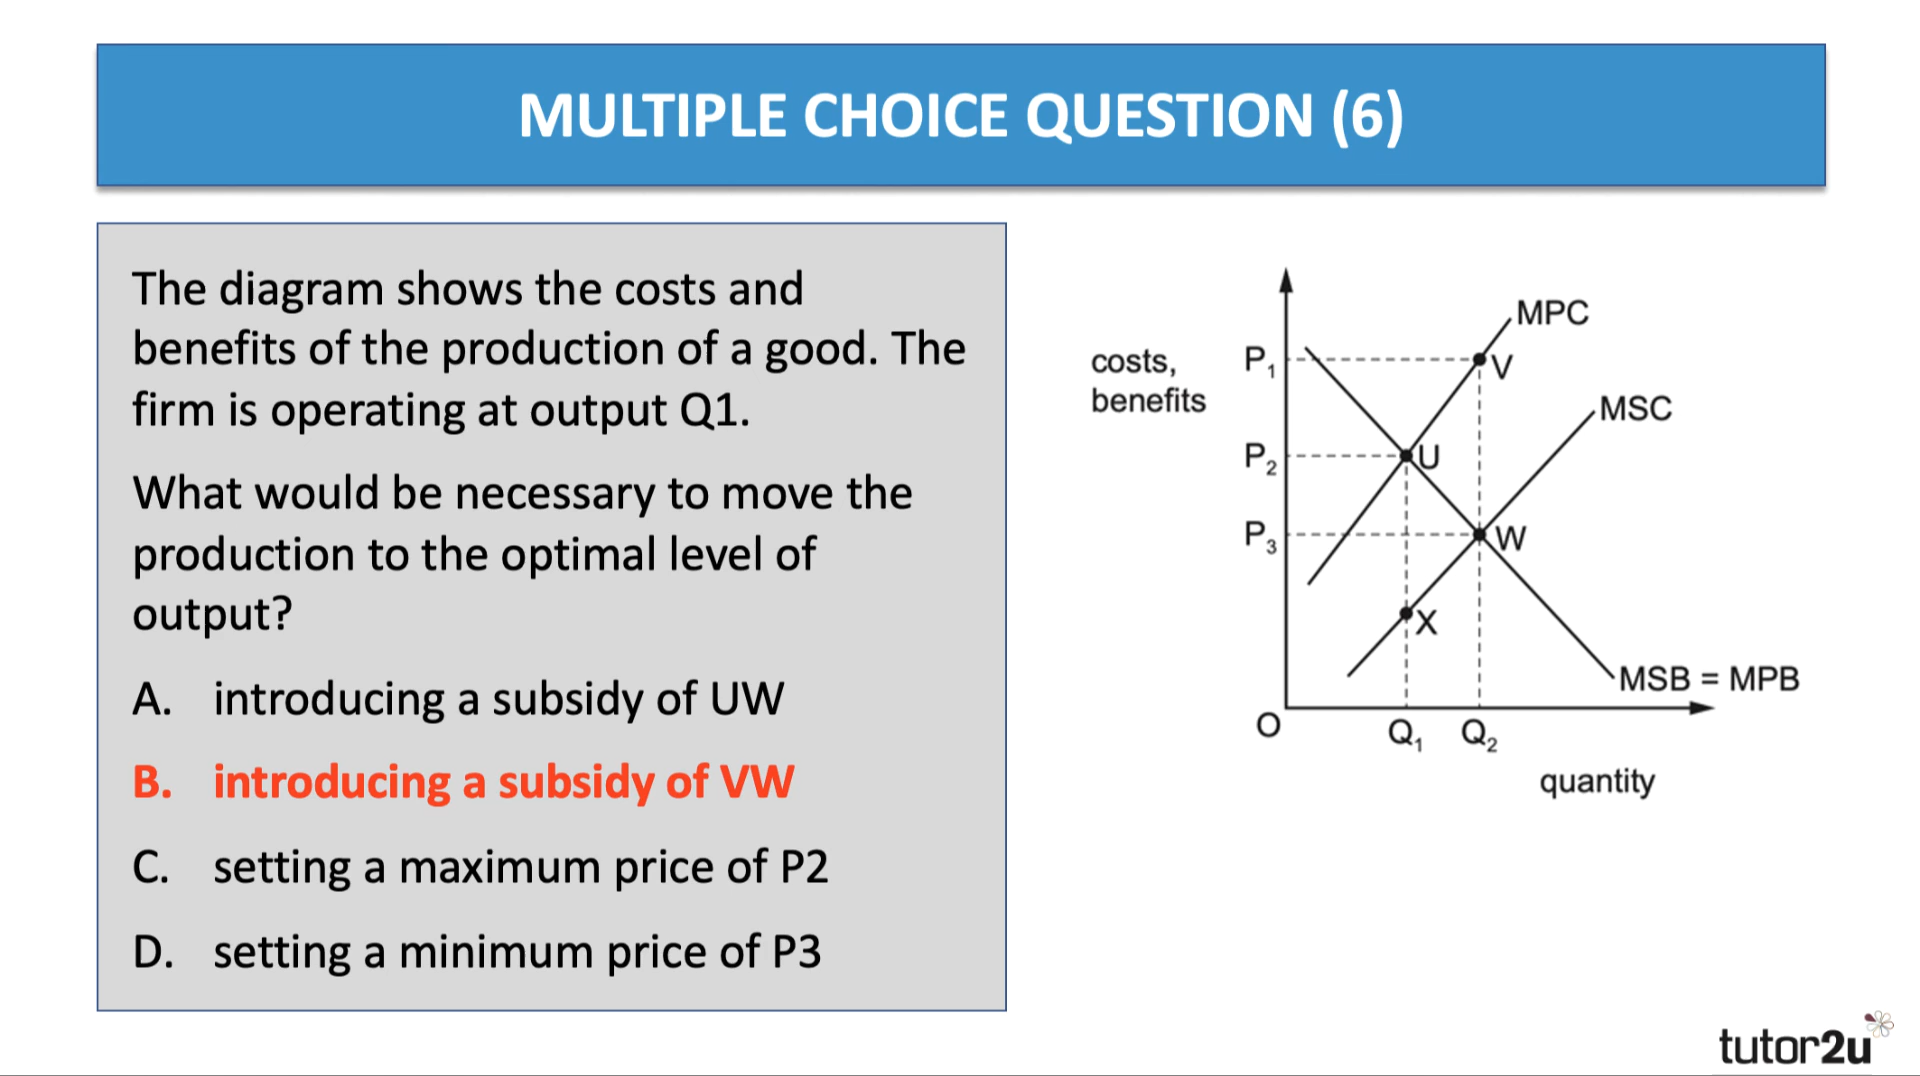 MULTIPLE CHOICE QUESTION (6)
The diagram shows the costs and
benefits of the production of a good. The
firm is operating at output Q1.
What would be necessary to move the
production to the optimal level of
output?
A. introducing a subsidy of UW
B. introducing a subsidy of VW
C. setting a maximum price of P2
D. setting a minimum price of P3
costs,
benefits
MPC
P₁
V
MSC
P₂
U
P₃
W
X
MSB = MPB
O
Q₁
Q₂
quantity
tutor2u